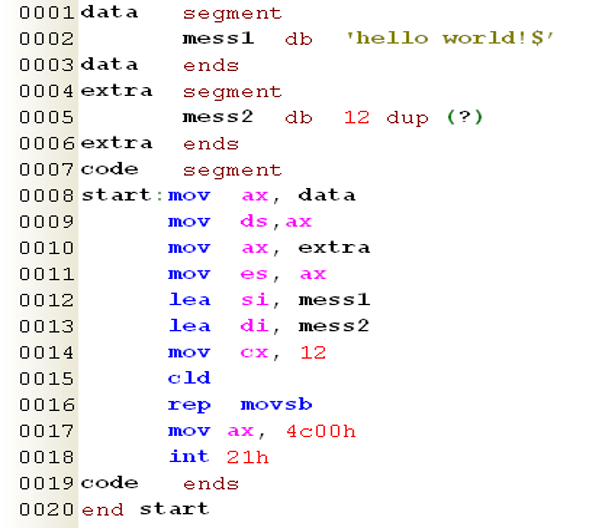 0001 data segment
0002 mess1 db 'hello world!$'
0003 data ends
0004 extra segment
0005 mess2 db 12 dup (?)
0006 extra ends
0007 code segment
0008 start:mov ax, data
0009 mov ds,ax
0010 mov ax, extra
0011 mov es, ax
0012 lea si, mess1
0013 lea di, mess2
0014 mov cx, 12
0015 cld
0016 rep movsb
0017 mov ax, 4c00h
0018 int 21h
0019 code ends
0020 end start